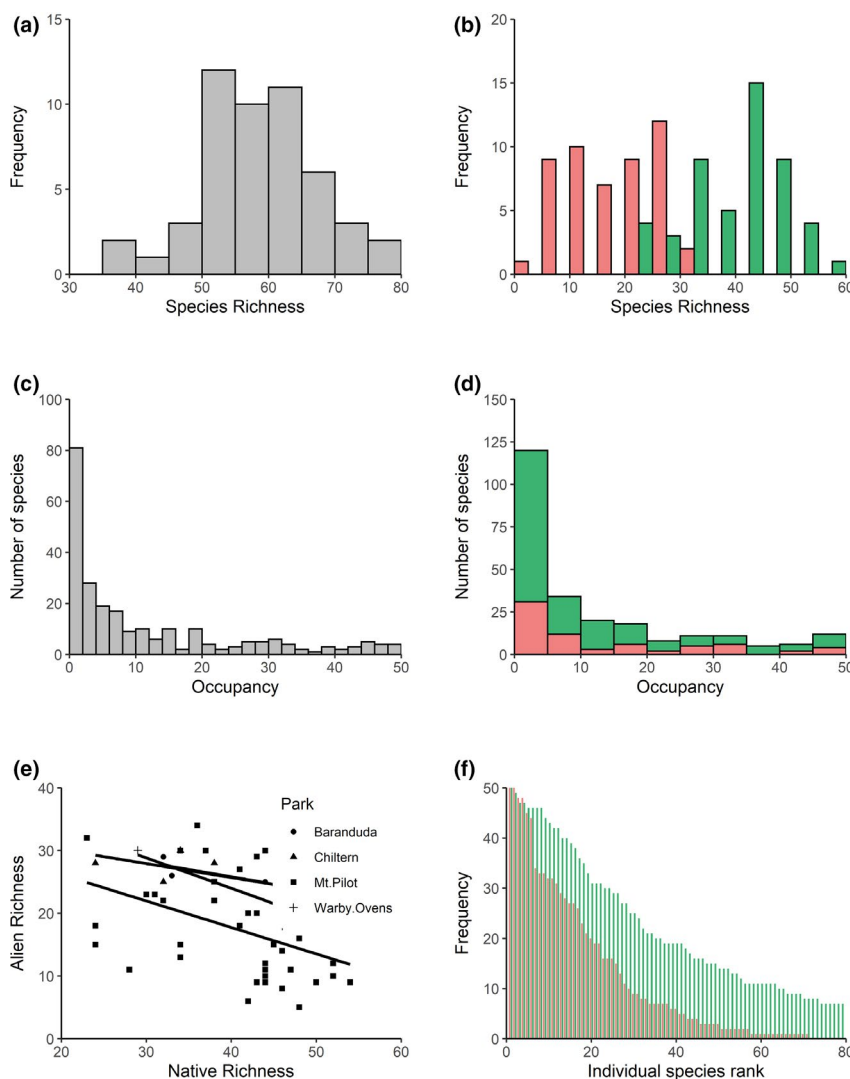 (a)
15
10
5
0
Frequency
30 40 50 60 70 80
Species Richness
(b)
20
15
10
5
0
Frequency
0 10 20 30 40 50 60
Species Richness
(c)
100
80
60
40
20
0
Number of species
0 10 20 30 40 50
Occupancy
(d)
150
125
100
75
50
25
0
Number of species
0 10 20 30 40 50
Occupancy
(e)
40
30
20
10
0
Alien Richness
Park
Baranduda
Chiltern
Mt.Pilot
Warby.Ovens
20 30 40 50 60
Native Richness
(f)
50
40
30
20
10
0
Frequency
0 20 40 60 80
Individual species rank